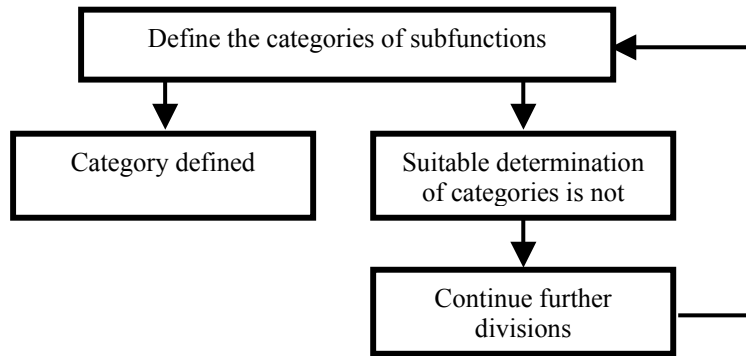 Define the categories of subfunctions
Category defined
Suitable determination
of categories is not
Continue further
divisions